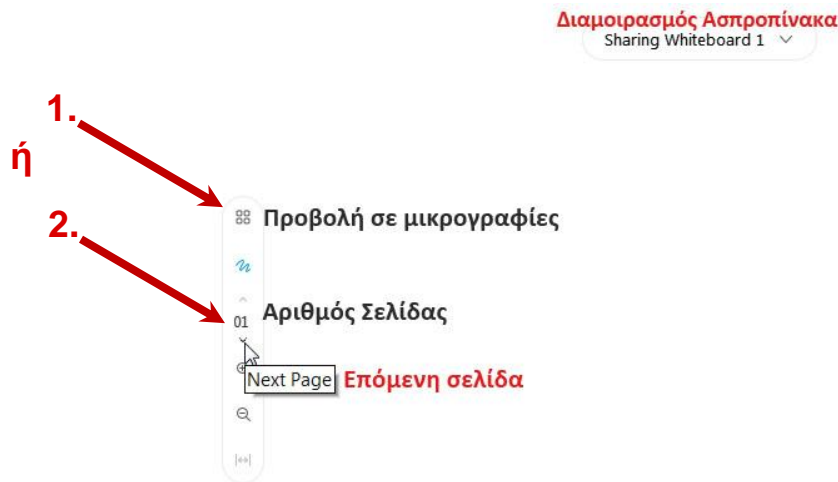 Διαμοιρασμός Ασπροπίνακα
Sharing Whiteboard 1
1.
ή
Προβολή σε μικρογραφίες
2.
01 Αριθμός Σελίδας
Next Page Επόμενη σελίδα